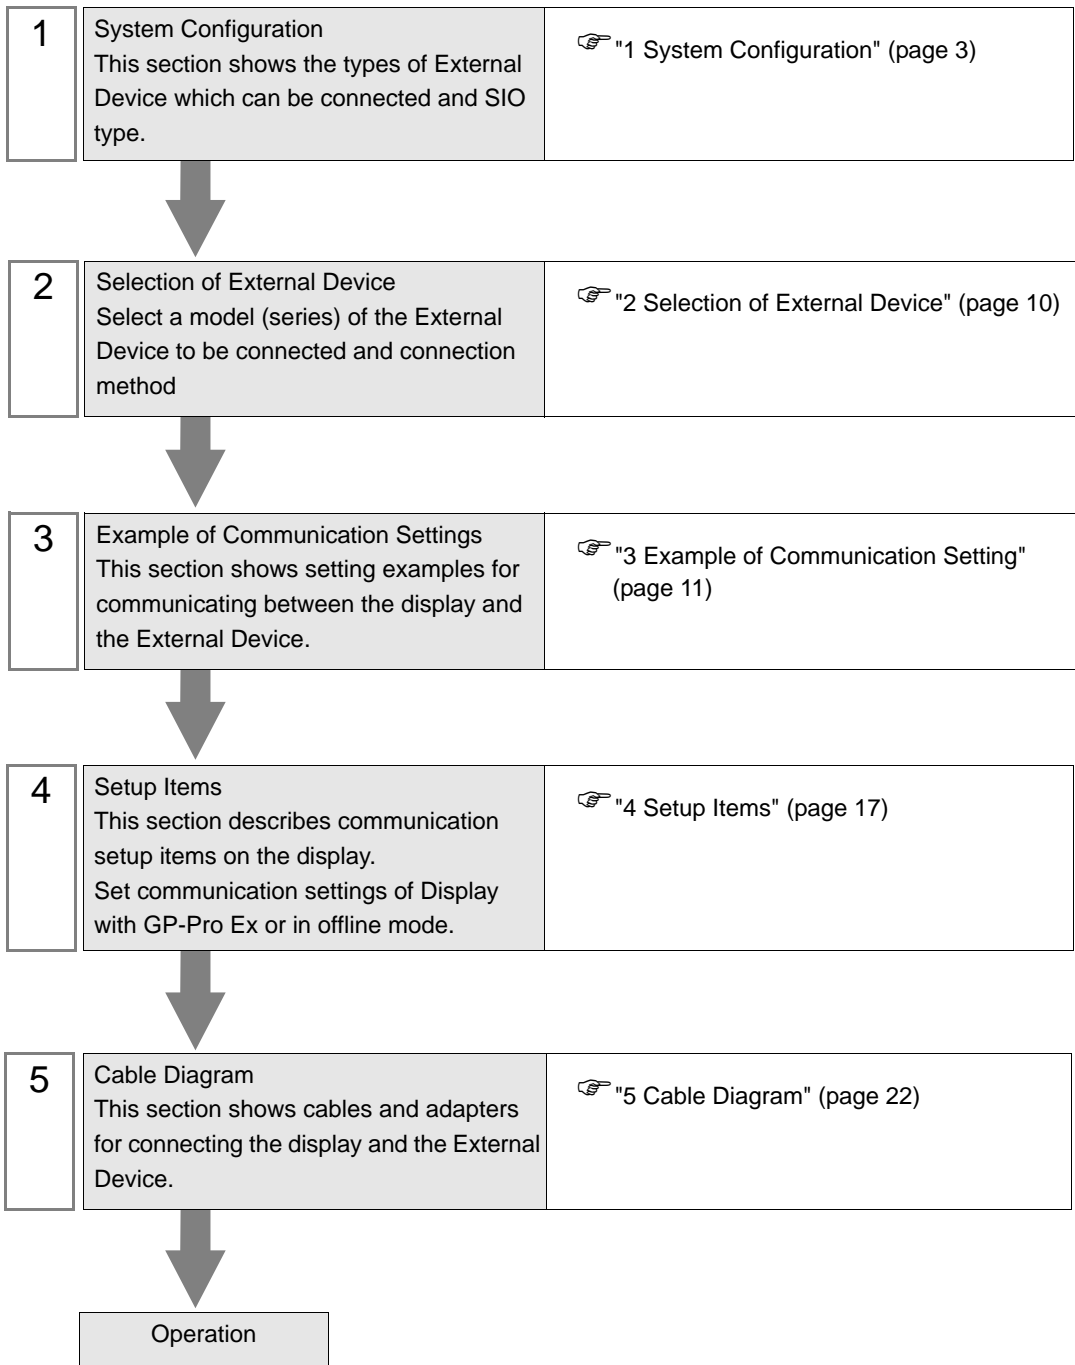 1
System Configuration
This section shows the types of External
Device which can be connected and SIO
type.
"1 System Configuration" (page 3)
2
Selection of External Device
Select a model (series) of the External
Device to be connected and connection
method
"2 Selection of External Device" (page 10)
3
Example of Communication Settings
This section shows setting examples for
communicating between the display and
the External Device.
"3 Example of Communication Setting"
(page 11)
4
Setup Items
This section describes communication
setup items on the display.
Set communication settings of Display
with GP-Pro Ex or in offline mode.
"4 Setup Items" (page 17)
5
Cable Diagram
This section shows cables and adapters
for connecting the display and the External
Device.
"5 Cable Diagram" (page 22)
Operation